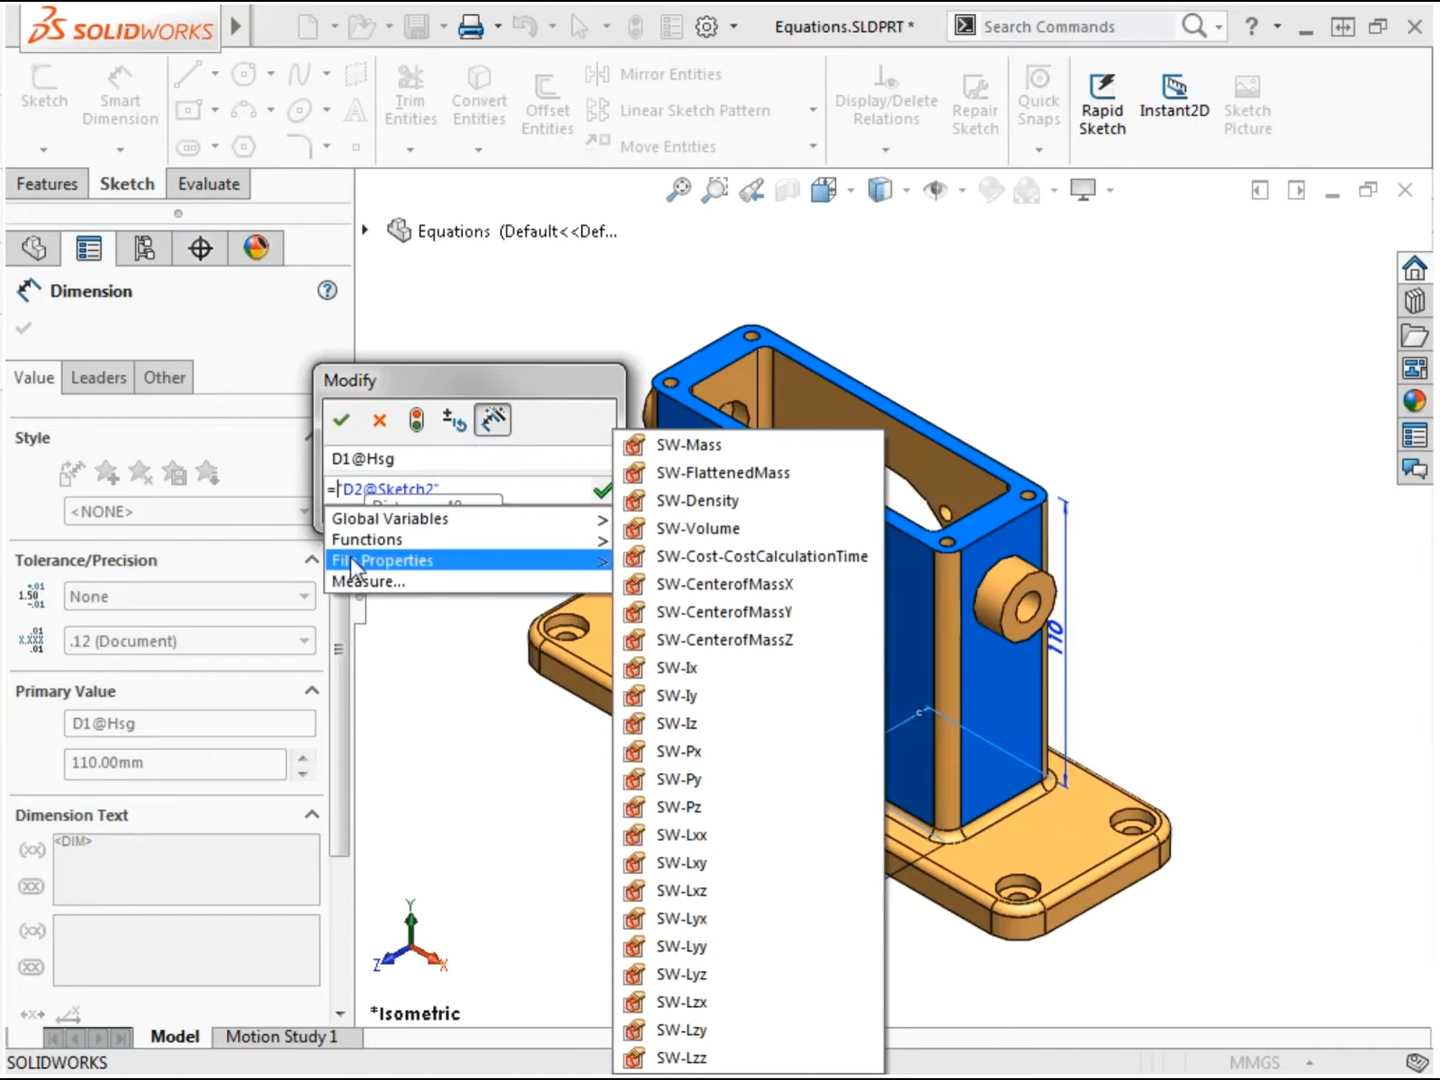 SOLIDWORKS
Equations.SLDPRT *
Search Commands
?
Sketch
Smart Dimension
Trim Entities
Convert Entities
Offset Entities
Mirror Entities
Linear Sketch Pattern
Move Entities
Display/Delete Relations
Repair Sketch
Quick Snaps
Rapid Sketch
Instant2D
Sketch Picture
Features
Sketch
Evaluate
Equations (Default<<Def...
Dimension
Value
Leaders
Other
Style
<NONE>
Tolerance/Precision
None
.12 (Document)
Primary Value
D1@Hsg
110.00mm
Dimension Text
<DIM>
Modify
D1@Hsg
="D2@Sketch2"
Global Variables >
Functions >
File Properties >
Measure...
SW-Mass
SW-FlattenedMass
SW-Density
SW-Volume
SW-Cost-CostCalculationTime
SW-CenterofMassX
SW-CenterofMassY
SW-CenterofMassZ
SW-Ix
SW-Iy
SW-Iz
SW-Px
SW-Py
SW-Pz
SW-Lxx
SW-Lxy
SW-Lxz
SW-Lyx
SW-Lyy
SW-Lyz
SW-Lzx
SW-Lzy
SW-Lzz
110
Y
Z
X
*Isometric
Model
Motion Study 1
SOLIDWORKS
MMGS